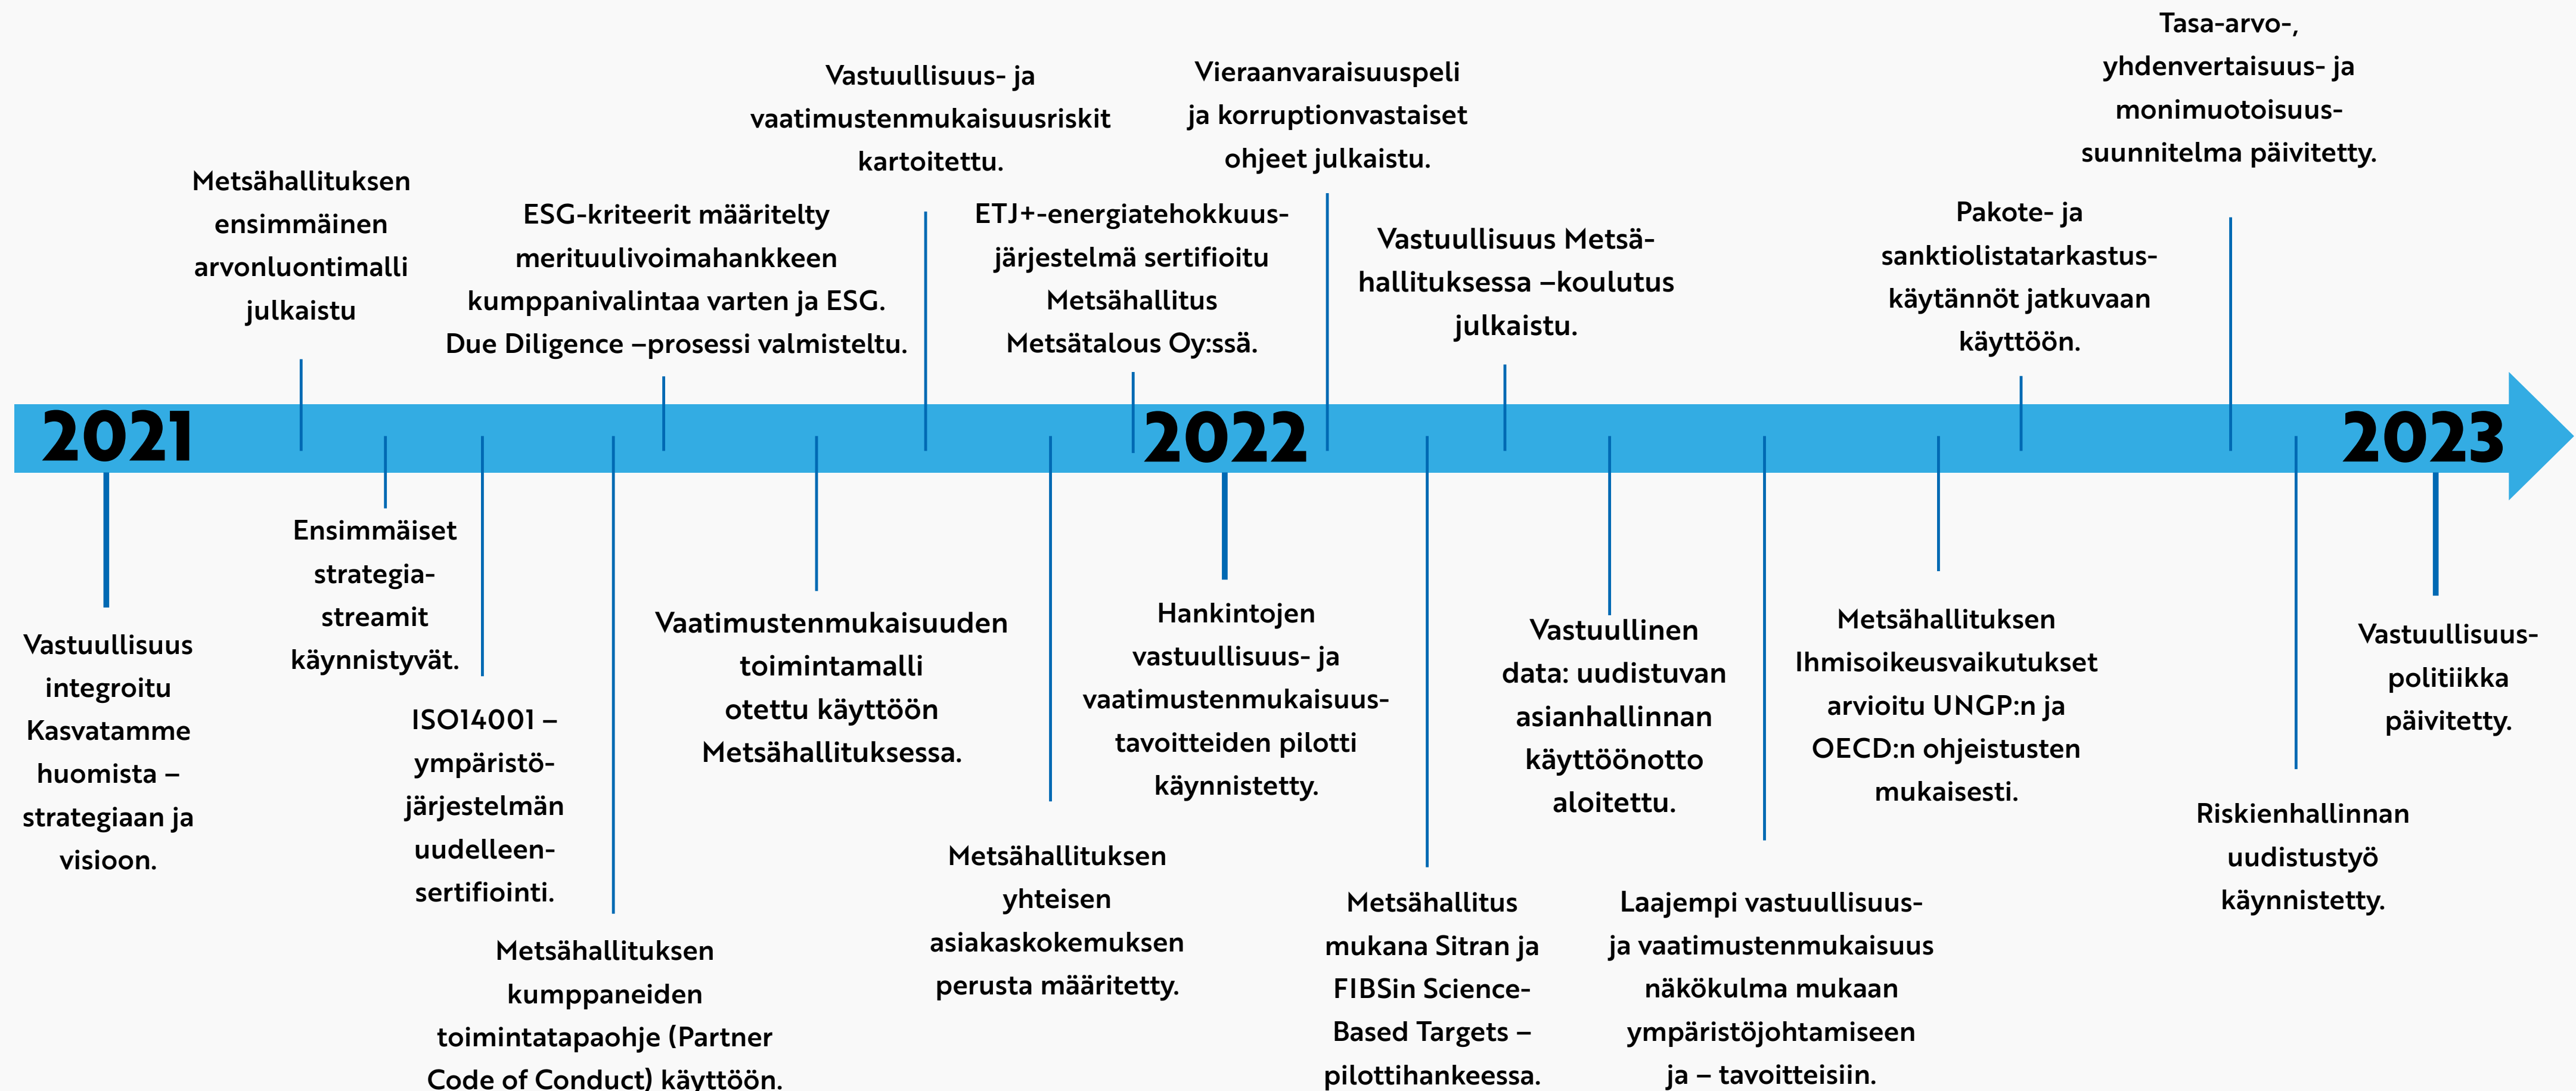 Tasa-arvo-,
yhdenvertaisuus- ja
monimuotoisuus-
suunnitelma päivitetty.
Vastuullisuus- ja
vaatimustenmukaisuusriskit
kartoitettu.
Vieraanvaraisuuspeli
ja korruptionvastaiset
ohjeet julkaistu.
Metsähallituksen
ensimmäinen
arvonluontimalli
julkaistu
ESG-kriteerit määritelty
merituulivoimahankkeen
kumppanivalintaa varten ja ESG.
Due Diligence –prosessi valmisteltu.
ETJ+-energiatehokkuus-
järjestelmä sertifioitu
Metsähallitus
Metsätalous Oy:ssä.
Vastuullisuus Metsä-
hallituksessa –koulutus
julkaistu.
Pakote- ja
sanktiolistatarkastus-
käytännöt jatkuvaan
käyttöön.
2021
2022
2023
Vastuullisuus
integroitu
Kasvatamme
huomista –
strategiaan ja
visioon.
Ensimmäiset
strategia-
streamit
käynnistyvät.
ISO14001 –
ympäristö-
järjestelmän
uudelleen-
sertifiointi.
Metsähallituksen
kumppaneiden
toimintatapaohje (Partner
Code of Conduct) käyttöön.
Vaatimustenmukaisuuden
toimintamalli
otettu käyttöön
Metsähallituksessa.
Metsähallituksen
yhteisen
asiakaskokemuksen
perusta määritetty.
Hankintojen
vastuullisuus- ja
vaatimustenmukaisuus-
tavoitteiden pilotti
käynnistetty.
Metsähallitus
mukana Sitran ja
FIBSin Science-
Based Targets –
pilottihankeessa.
Vastuullinen
data: uudistuvan
asianhallinnan
käyttöönotto
aloitettu.
Laajempi vastuullisuus-
ja vaatimustenmukaisuus
näkökulma mukaan
ympäristöjohtamiseen
ja – tavoitteisiin.
Metsähallituksen
Ihmisoikeusvaikutukset
arvioitu UNGP:n ja
OECD:n ohjeistusten
mukaisesti.
Riskienhallinnan
uudistustyö
käynnistetty.
Vastuullisuus-
politiikka
päivitetty.